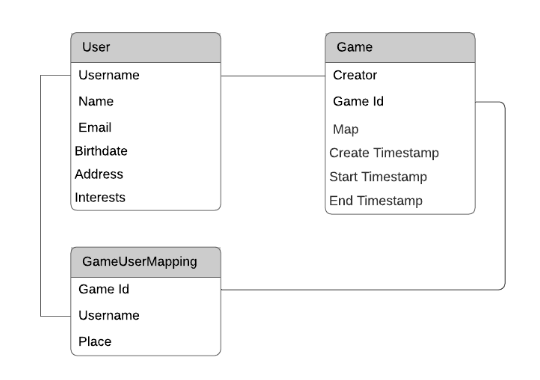 User
Username
Name
Email
Birthdate
Address
Interests
Game
Creator
Game Id
Map
Create Timestamp
Start Timestamp
End Timestamp
GameUserMapping
Game Id
Username
Place